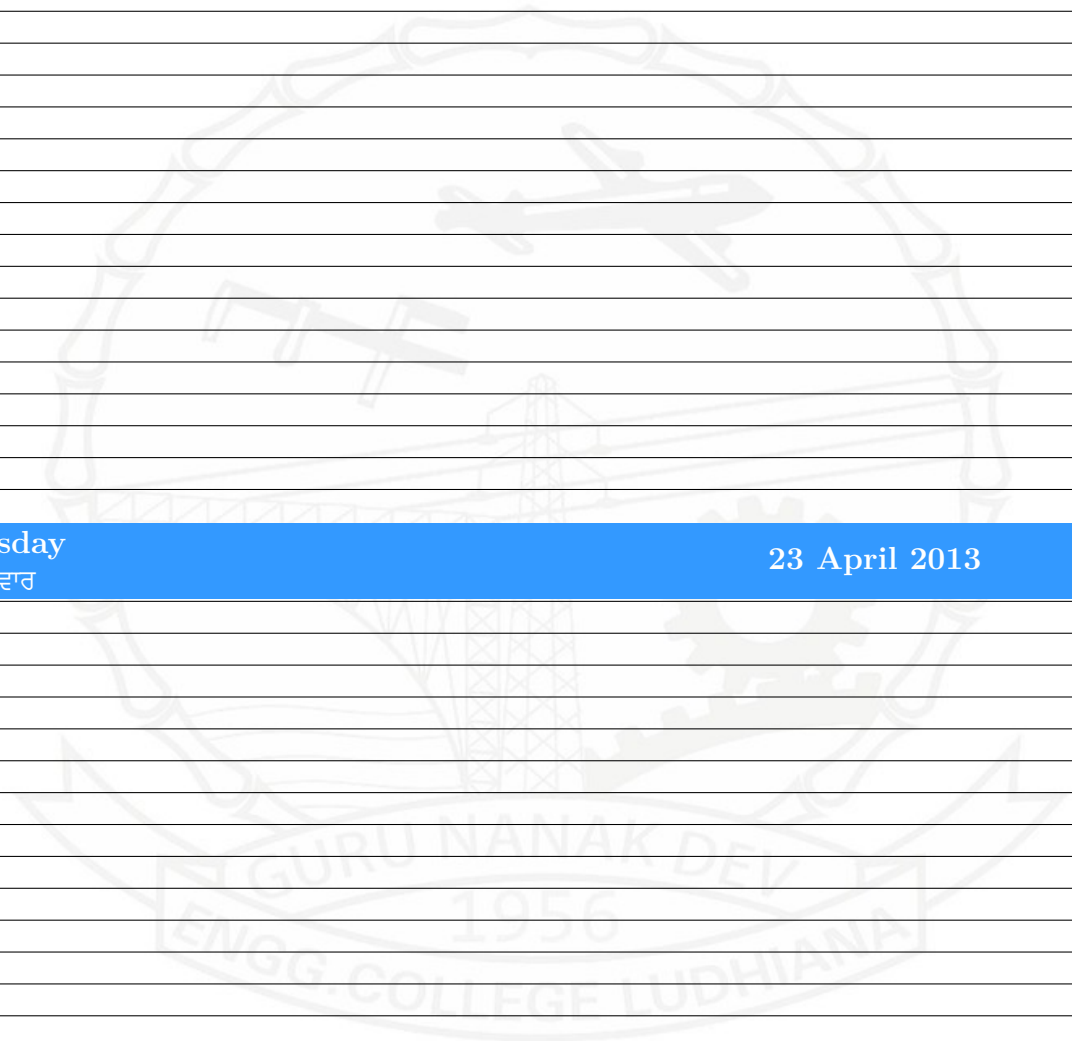 sday
23 April 2013
ਵਾਰ
GURU NANAK DEV
1956
ENGG. COLLEGE LUDHIANA